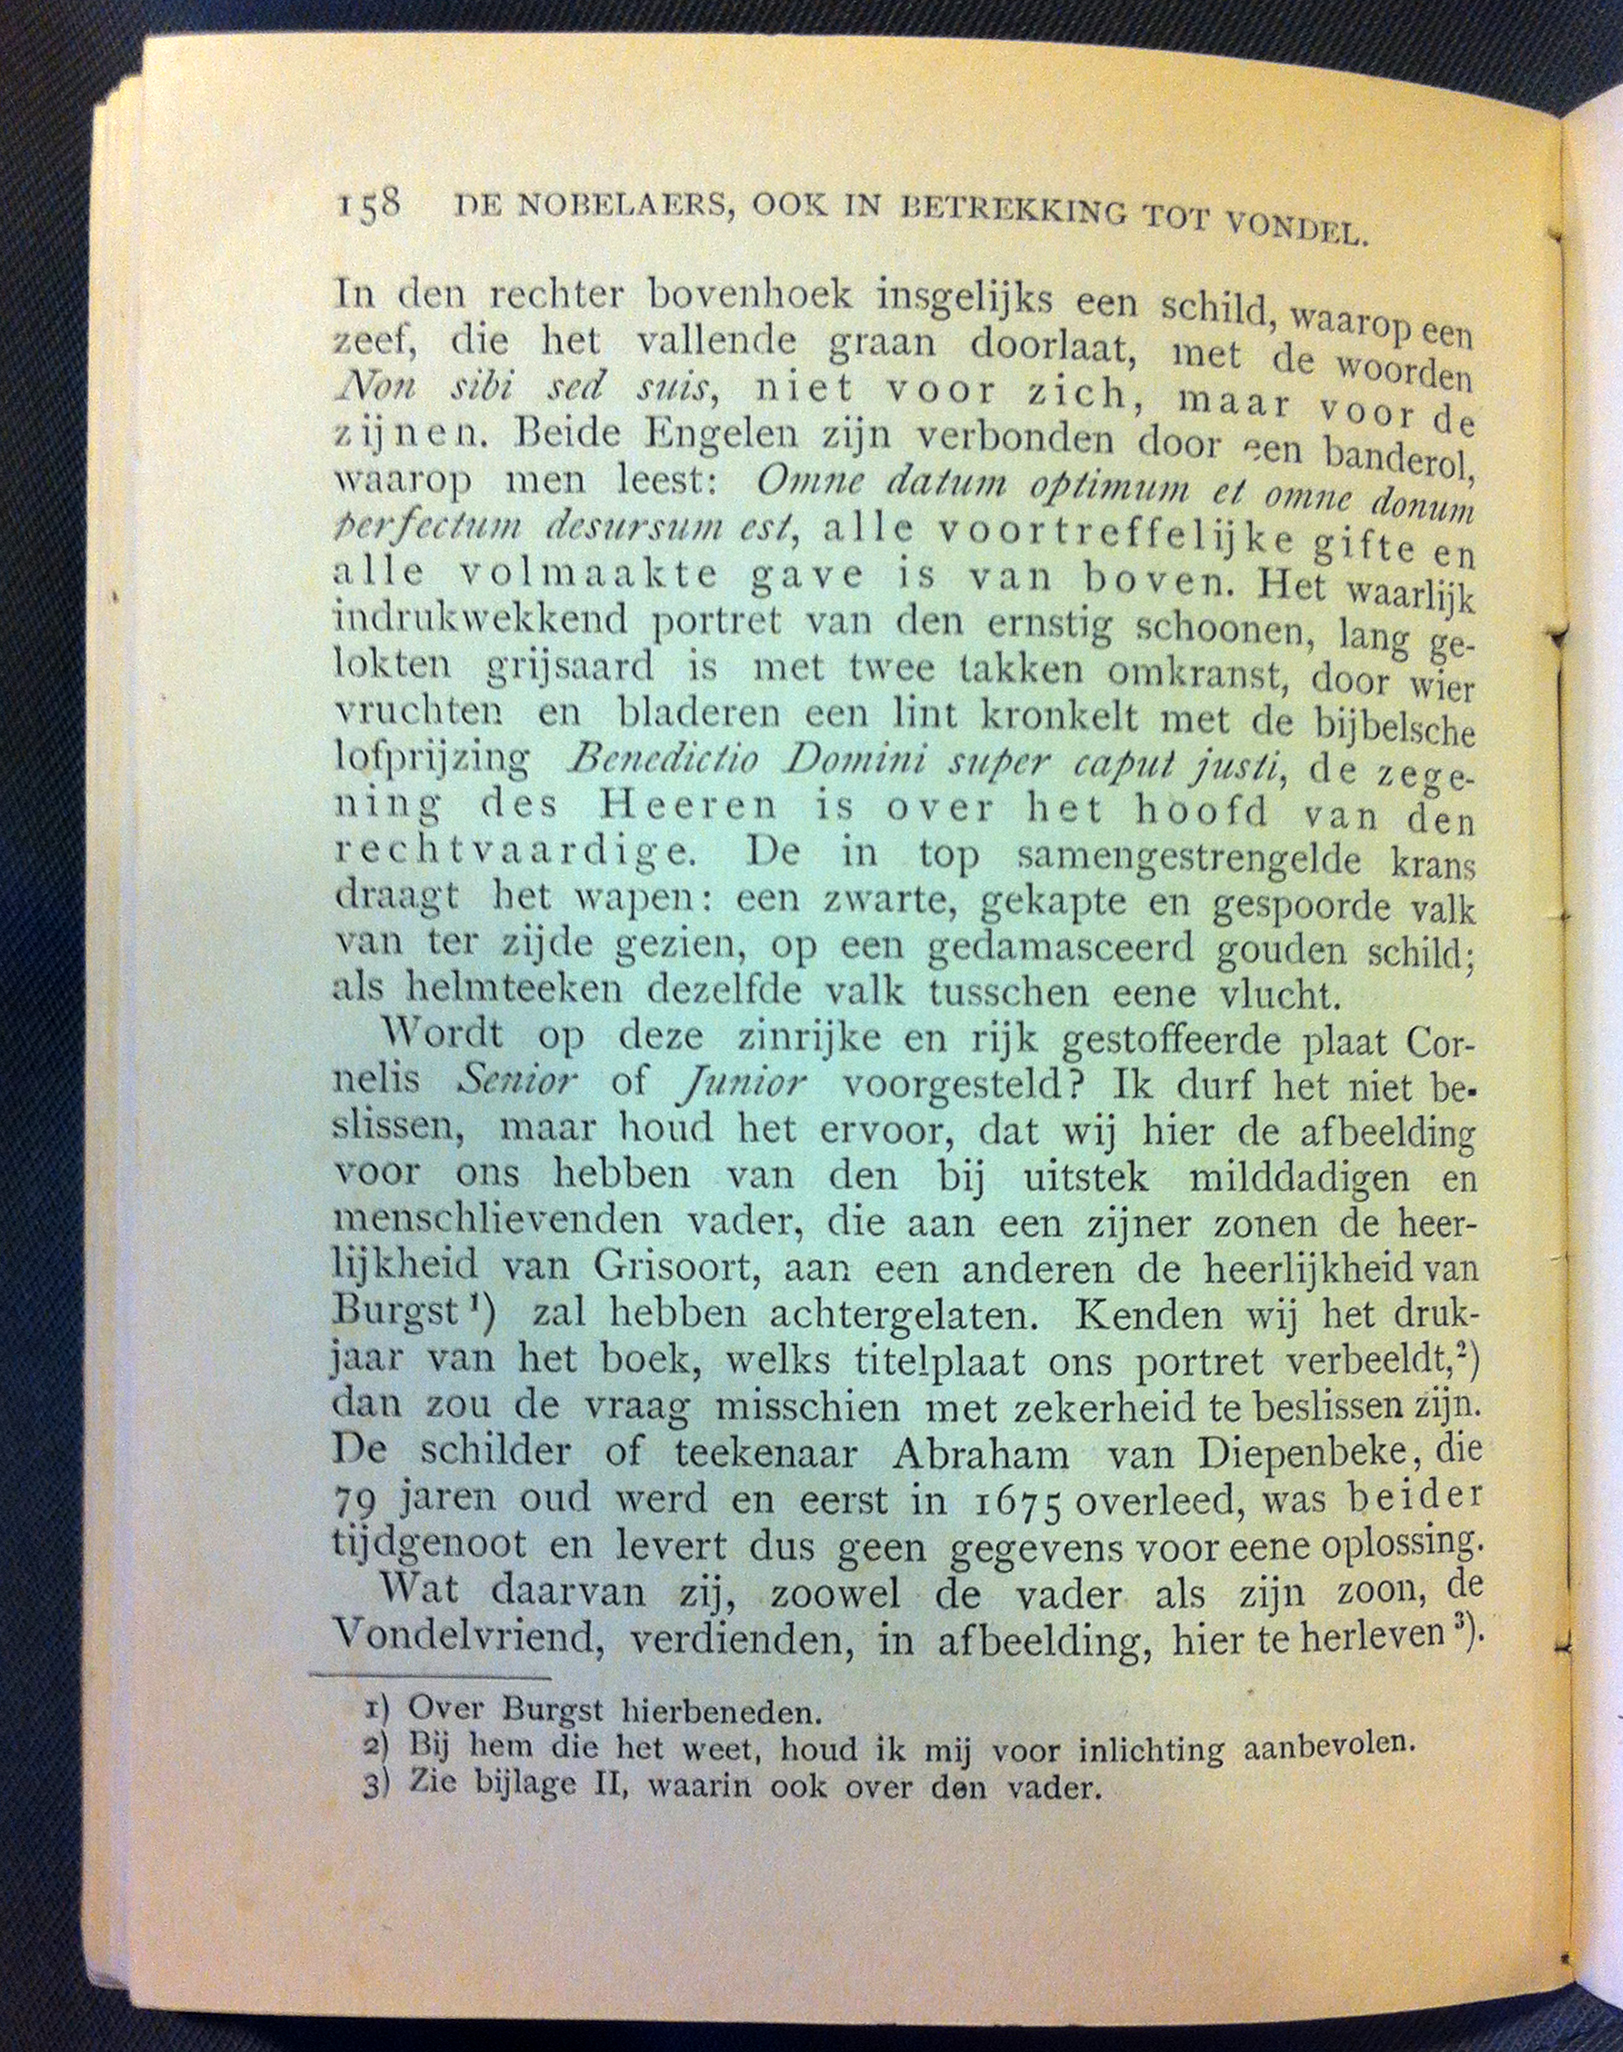 158 DE NOBELAERS, OOK IN BETREKKING TOT VONDEL.
In den rechter bovenhoek insgelijks een schild, waarop een
zeef, die het vallende graan doorlaat, met de woorden
Non sibi sed suis, niet voor zich, maar voor de
zijnen. Beide Engelen zijn verbonden door een banderol,
waarop men leest: Omne datum optimum et omne donum
perfectum desursum est, alle voortreffelijke gifte en
alle volmaakte gave is van boven. Het waarlijk
indrukwekkend portret van den ernstig schoonen, lang ge-
lokten grijsaard is met twee takken omkranst, door wier
vruchten en bladeren een lint kronkelt met de bijbelsche
lofprijzing Benedictio Domini super caput justi, de zege-
ning des Heeren is over het hoofd van den
rechtvaardige. De in top samengestrengelde krans
draagt het wapen: een zwarte, gekapte en gespoorde valk
van ter zijde gezien, op een gedamasceerd gouden schild;
als helmteeken dezelfde valk tusschen eene vlucht.
Wordt op deze zinrijke en rijk gestoffeerde plaat Cor-
nelis Senior of Junior voorgesteld? Ik durf het niet be-
slissen, maar houd het ervoor, dat wij hier de afbeelding
voor ons hebben van den bij uitstek milddadigen en
menschlievenden vader, die aan een zijner zonen de heer-
lijkheid van Grisoort, aan een anderen de heerlijkheid van
Burgst 1) zal hebben achtergelaten. Kenden wij het druk-
jaar van het boek, welks titelplaat ons portret verbeeldt,2)
dan zou de vraag misschien met zekerheid te beslissen zijn.
De schilder of teekenaar Abraham van Diepenbeke, die
79 jaren oud werd en eerst in 1675 overleed, was beider
tijdgenoot en levert dus geen gegevens voor eene oplossing.
Wat daarvan zij, zoowel de vader als zijn zoon, de
Vondelvriend, verdienden, in afbeelding, hier te herleven 3).
1) Over Burgst hierbeneden.
2) Bij hem die het weet, houd ik mij voor inlichting aanbevolen.
3) Zie bijlage II, waarin ook over den vader.